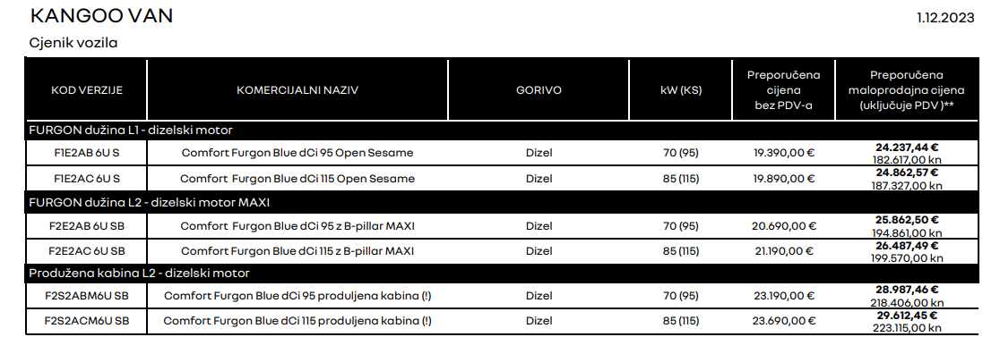 KANGOO VAN
1.12.2023
Cjenik vozila
KOD VERZIJE
KOMERCIJALNI NAZIV
GORIVO
kW (KS)
Preporučena
cijena
bez PDV-a
Preporučena
maloprodajna cijena
(uključuje PDV )**
FURGON dužina L1 - dizelski motor
F1E2AB 6U S Comfort Furgon Blue dCi 95 Open Sesame Dizel 70 (95) 19.390,00 € 24.237,44 €
182.617,00 kn
F1E2AC 6U S Comfort Furgon Blue dCi 115 Open Sesame Dizel 85 (115) 19.890,00 € 24.862,57 €
187.327,00 kn
FURGON dužina L2 - dizelski motor MAXI
F2E2AB 6U SB Comfort Furgon Blue dCi 95 z B-pillar MAXI Dizel 70 (95) 20.690,00 € 25.862,50 €
194.861,00 kn
F2E2AC 6U SB Comfort Furgon Blue dCi 115 z B-pillar MAXI Dizel 85 (115) 21.190,00 € 26.487,49 €
199.570,00 kn
Produžena kabina L2 - dizelski motor
F2S2ABM6U SB Comfort Furgon Blue dCi 95 produljena kabina (!) Dizel 70 (95) 23.190,00 € 28.987,46 €
218.406,00 kn
F2S2ACM6U SB Comfort Furgon Blue dCi 115 produljena kabina (!) Dizel 85 (115) 23.690,00 € 29.612,45 €
223.115,00 kn